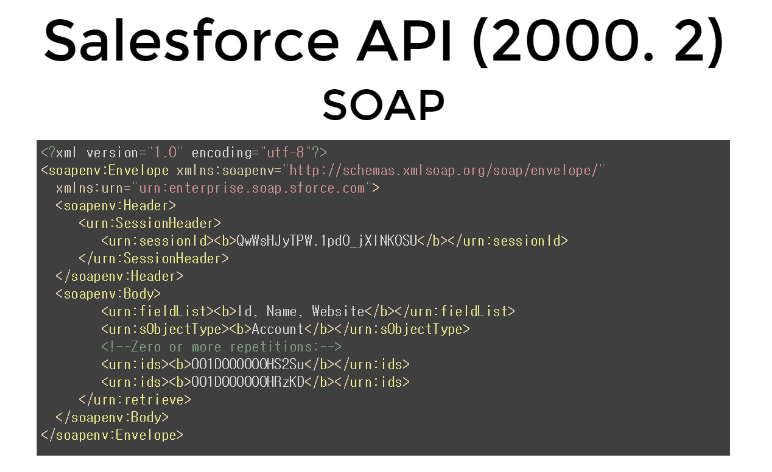 Salesforce API (2000. 2)
SOAP
<?xml version="1.0" encoding="utf-8"?>
<soapenv:Envelope xmlns:soapenv="http://schemas.xmlsoap.org/soap/envelope/"
xmlns:urn="urn:enterprise.soap.sforce.com">
<soapenv:Header>
<urn:SessionHeader>
<urn:sessionId><b>QwWsHJyTPW.1pd0_jXlNKOSU</b></urn:sessionId>
</urn:SessionHeader>
</soapenv:Header>
<soapenv:Body>
<urn:fieldList><b>Id, Name, Website</b></urn:fieldList>
<urn:sObjectType><b>Account</b></urn:sObjectType>
<!--Zero or more repetitions:-->
<urn:ids><b>001D000000HS2Su</b></urn:ids>
<urn:ids><b>001D000000HRzKD</b></urn:ids>
</urn:retrieve>
</soapenv:Body>
</soapenv:Envelope>